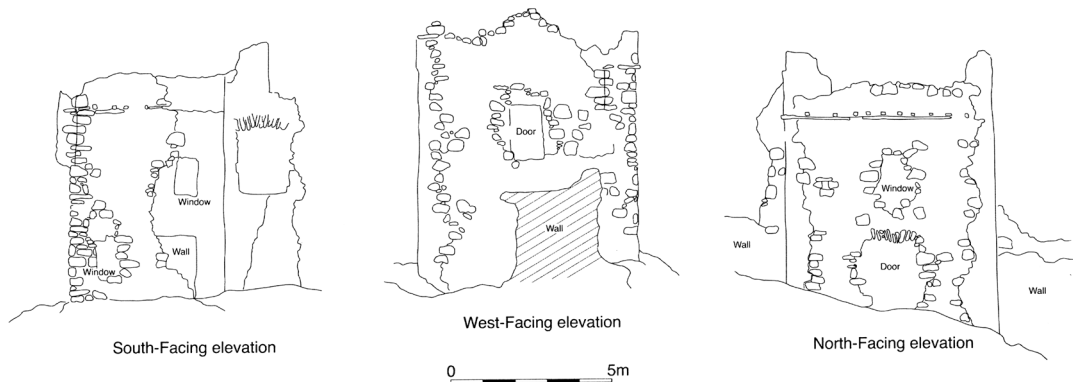 Window
Wall
Window
South-Facing elevation
Door
Wall
West-Facing elevation
0 5m
Window
Wall
Door
Wall
North-Facing elevation